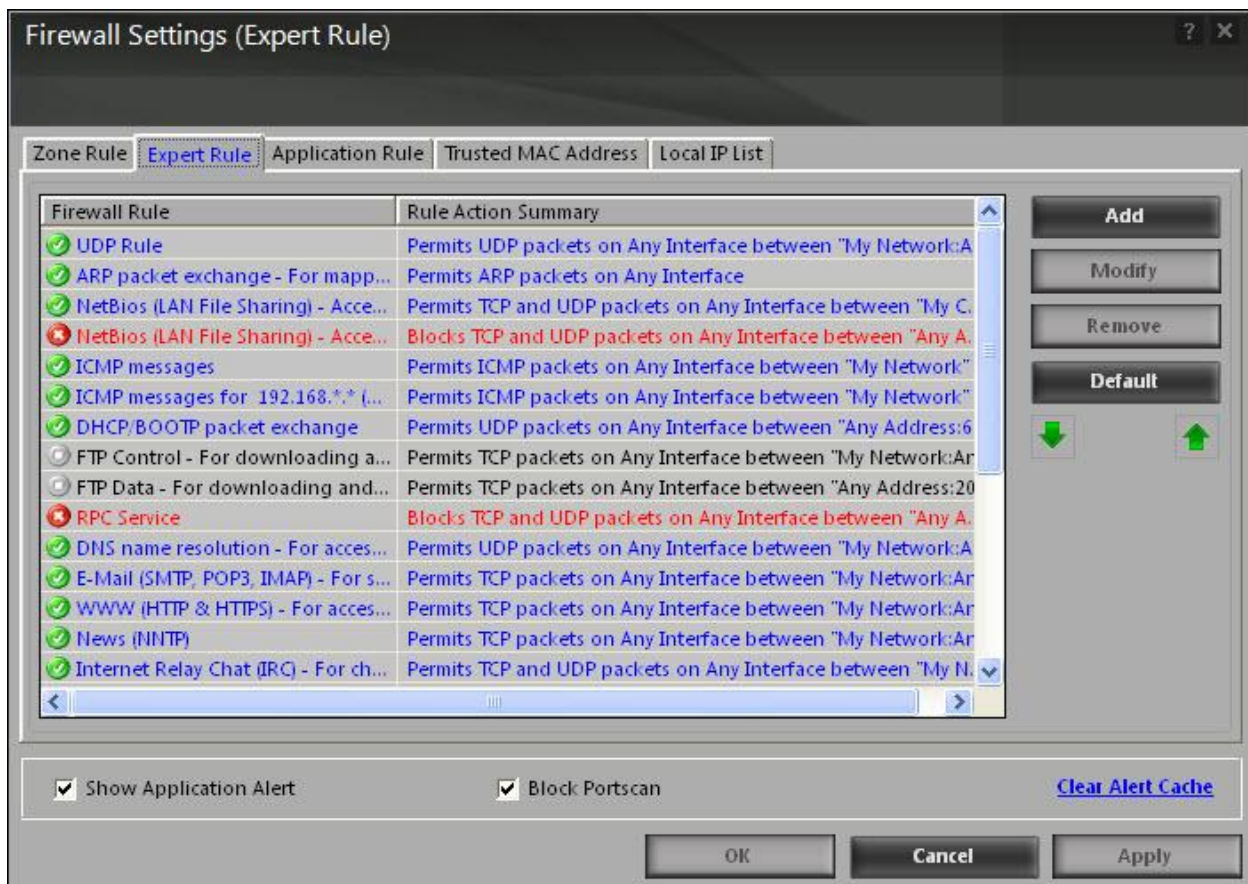 Firewall Settings (Expert Rule)
? ×
Zone Rule Expert Rule Application Rule Trusted MAC Address Local IP List
Firewall Rule Rule Action Summary
UDP Rule Permits UDP packets on Any Interface between "My Network:A
ARP packet exchange - For mapp... Permits ARP packets on Any Interface
NetBios (LAN File Sharing) - Acce... Permits TCP and UDP packets on Any Interface between "My C.
NetBios (LAN File Sharing) - Acce... Blocks TCP and UDP packets on Any Interface between "Any A.
ICMP messages Permits ICMP packets on Any Interface between "My Network"
ICMP messages for 192.168.*.* (... Permits ICMP packets on Any Interface between "My Network"
DHCP/BOOTP packet exchange Permits UDP packets on Any Interface between "Any Address:6
FTP Control - For downloading a... Permits TCP packets on Any Interface between "My Network:Ar
FTP Data - For downloading and... Permits TCP packets on Any Interface between "Any Address:20
RPC Service Blocks TCP and UDP packets on Any Interface between "Any A.
DNS name resolution - For acces... Permits UDP packets on Any Interface between "My Network:A
E-Mail (SMTP, POP3, IMAP) - For s... Permits TCP packets on Any Interface between "My Network:Ar
WWW (HTTP & HTTPS) - For acces... Permits TCP packets on Any Interface between "My Network:Ar
News (NNTP) Permits TCP packets on Any Interface between "My Network:Ar
Internet Relay Chat (IRC) - For ch... Permits TCP and UDP packets on Any Interface between "My N.
Add
Modify
Remove
Default
Show Application Alert Block Portscan Clear Alert Cache
OK Cancel Apply